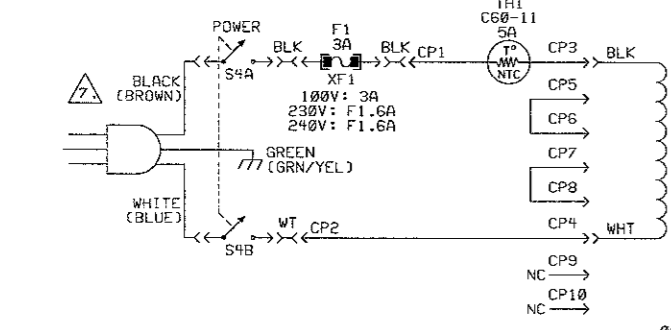 TH1
C60-11
5A
POWER
F1
3A
BLK
BLK
CP1
T°
NTC
CP3
BLK
S4A
XF1
7.
BLACK
(BROWN)
100V: 3A
230V: F1.6A
240V: F1.6A
CP5
CP6
GREEN
(GRN/YEL)
CP7
CP8
WHITE
(BLUE)
WT
CP2
CP4
WHT
S4B
CP9
NC
CP10
NC